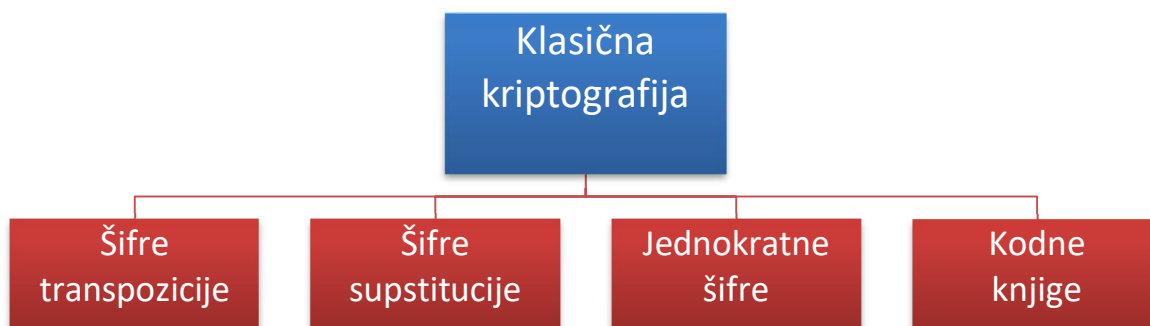 Klasična
kriptografija
Šifre
transpozicije
Šifre
supstitucije
Jednokratne
šifre
Kodne
knjige